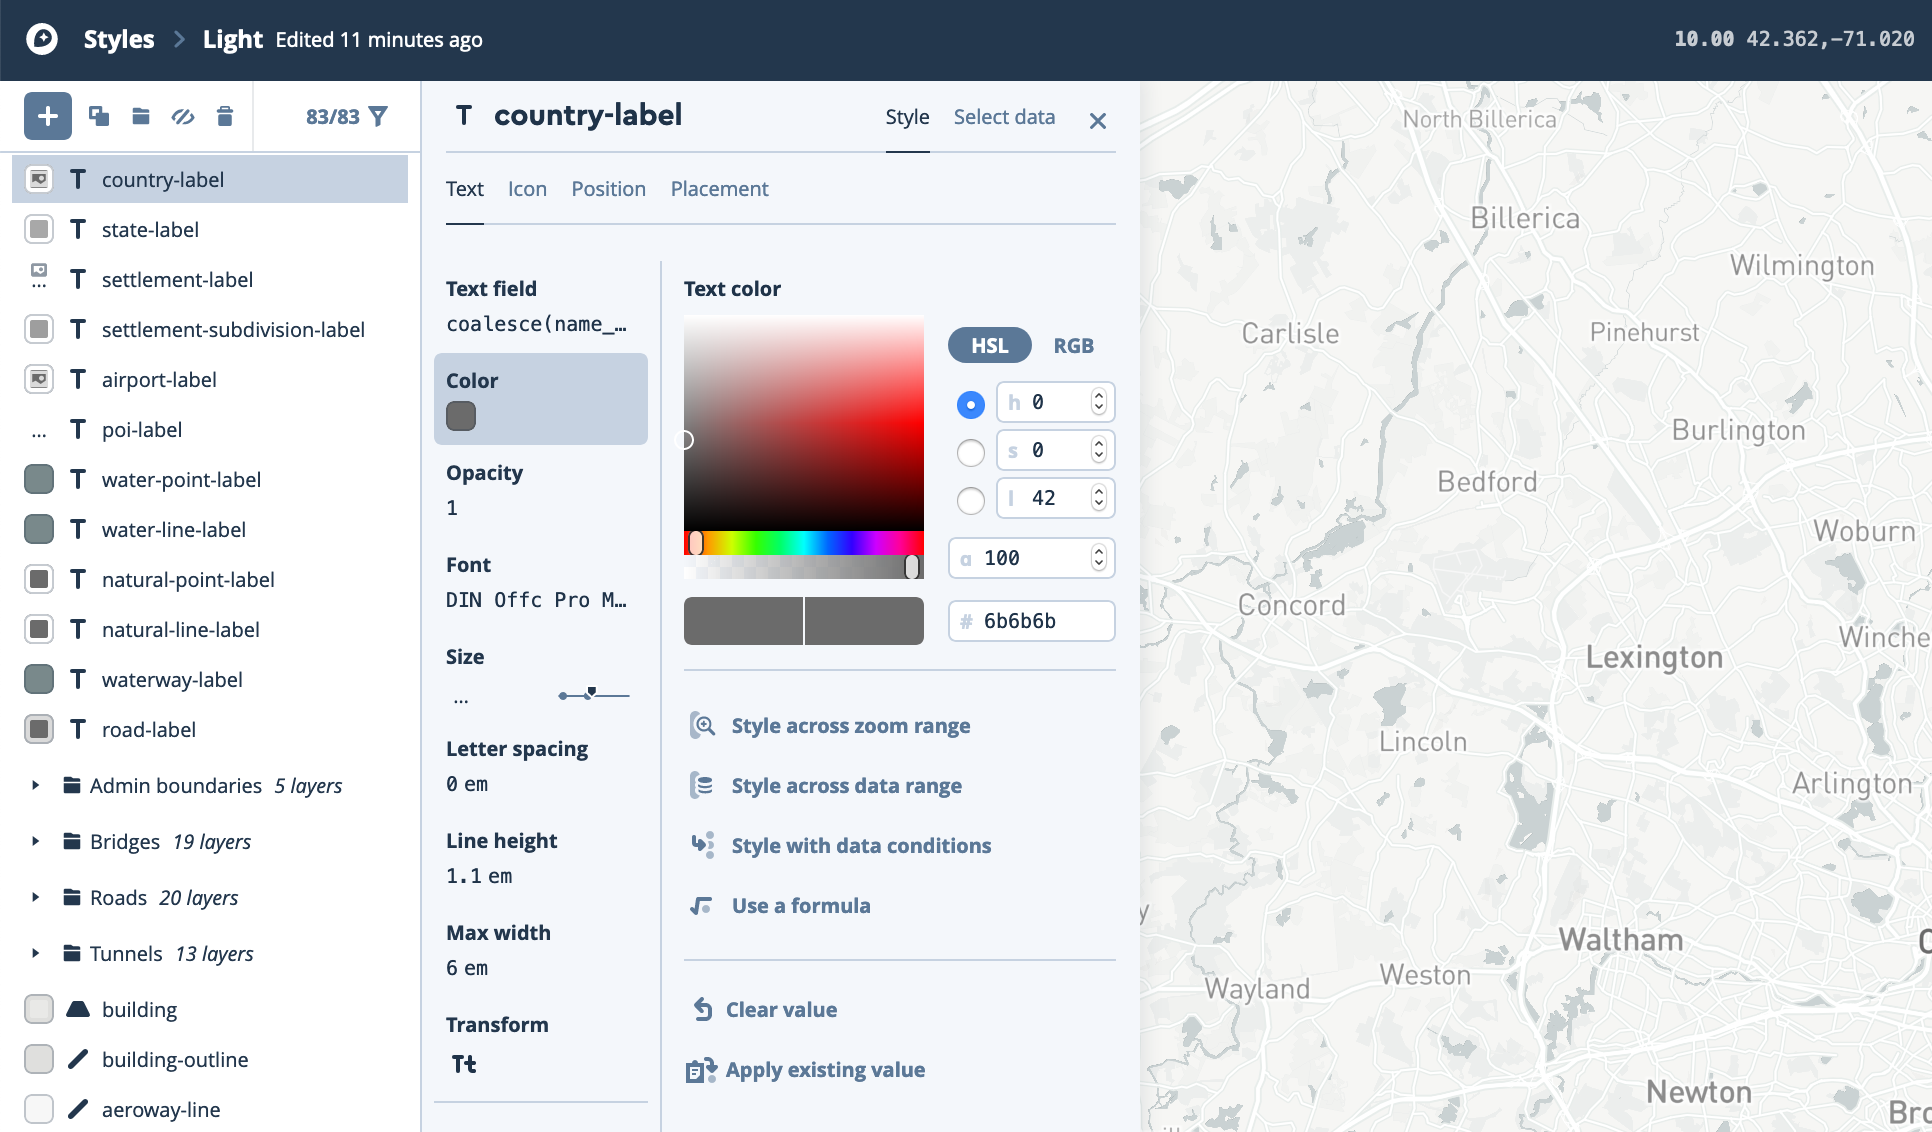 Styles > Light Edited 11 minutes ago
10.00 42.362,-71.020
83/83
country-label
state-label
settlement-label
settlement-subdivision-label
airport-label
... poi-label
water-point-label
water-line-label
natural-point-label
natural-line-label
waterway-label
road-label
Admin boundaries 5 layers
Bridges 19 layers
Roads 20 layers
Tunnels 13 layers
building
building-outline
aeroway-line
T country-label
Style Select data
Text Icon Position Placement
Text field
coalesce(name_…
Color
Opacity
1
Font
DIN Offc Pro M…
Size
...
Letter spacing
0 em
Line height
1.1 em
Max width
6 em
Transform
Tt
Text color
HSL RGB
h 0
s 0
l 42
a 100
# 6b6b6b
Style across zoom range
Style across data range
Style with data conditions
Use a formula
Clear value
Apply existing value
North Billerica
Billerica
Wilmington
Carlisle
Pinehurst
Burlington
Bedford
Woburn
Concord
Winche
Lexington
Lincoln
Arlington
Waltham
Weston
Wayland
Newton
Bro